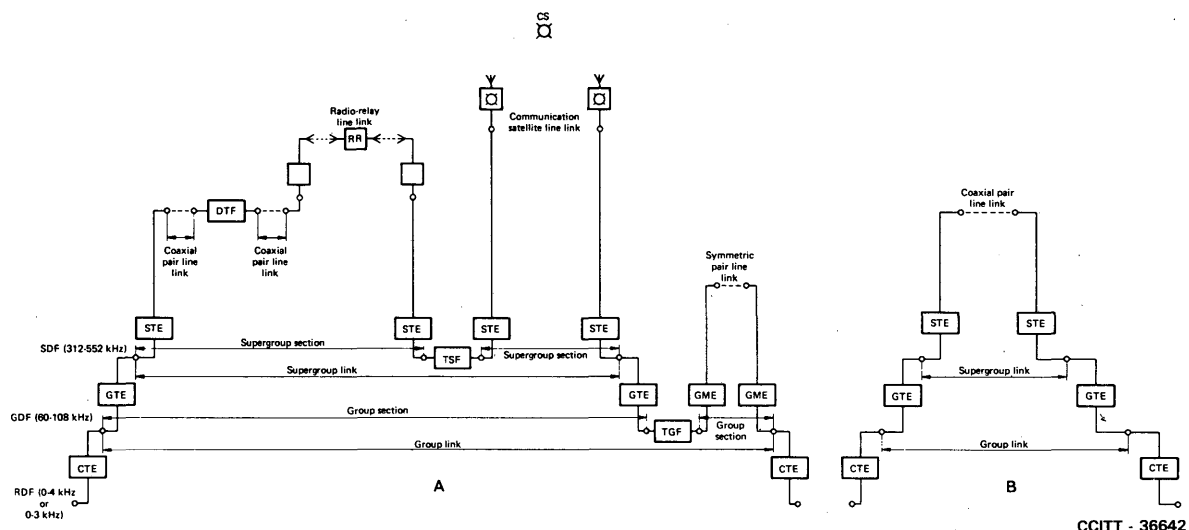 CS
Radio-relay
line link
RR
Communication
satellite line link
DTF
Coaxial
pair line
link
Coaxial
pair line
link
Coaxial pair
line link
Symmetric
pair line
link
STE
STE
STE
STE
STE
STE
SDF (312-552 kHz)
Supergroup section
TSF
Supergroup section
Supergroup link
Supergroup link
GTE
GTE
GME
GME
GTE
GTE
GDF (60-108 kHz)
Group section
TGF
Group
section
Group link
Group link
CTE
CTE
CTE
CTE
RDF (0-4 kHz
or
0-3 kHz)
A
B
CCITT - 36642